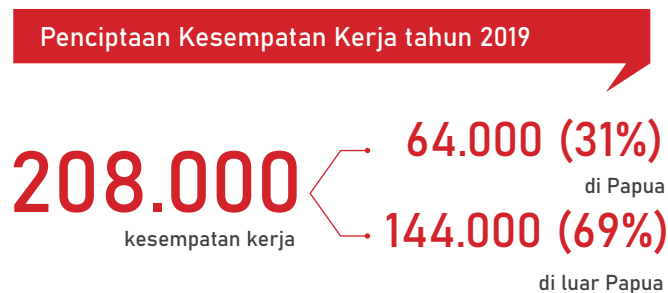 Penciptaan Kesempatan Kerja tahun 2019
208.000
kesempatan kerja
64.000 (31%)
di Papua
144.000 (69%)
di luar Papua